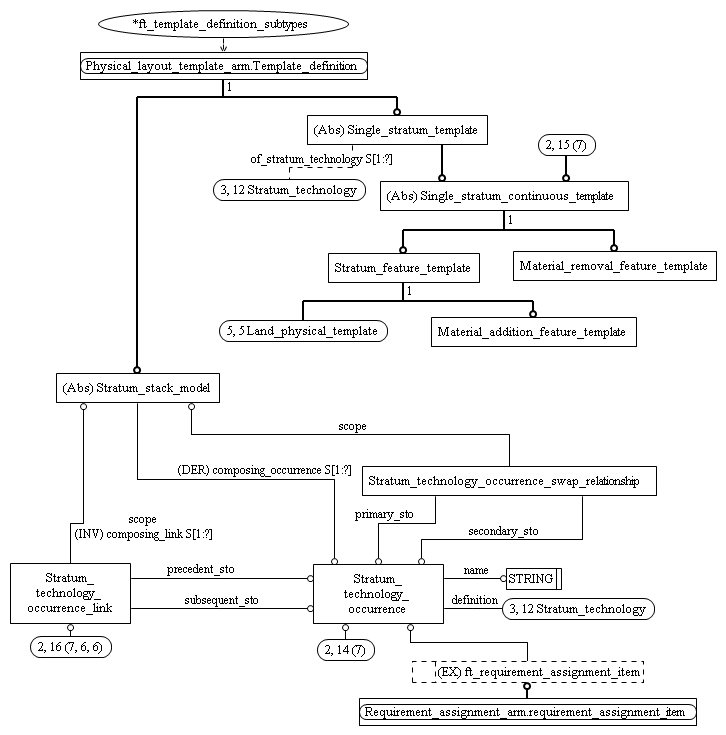 *ft_template_definition_subtypes
Physical_layout_template_arm.Template_definition
1
(Abs) Single_stratum_template
of_stratum_technology S[1:?]
2, 15 (7)
3, 12 Stratum_technology
(Abs) Single_stratum_continuous_template
1
Stratum_feature_template
Material_removal_feature_template
1
5, 5 Land_physical_template
Material_addition_feature_template
(Abs) Stratum_stack_model
scope
(DER) composing_occurrence S[1:?]
Stratum_technology_occurrence_swap_relationship
primary_sto
scope
(INV) composing_link S[1:?]
secondary_sto
Stratum_
technology_
occurrence_link
precedent_sto
subsequent_sto
Stratum_
technology_
occurrence
name
STRING
definition
3, 12 Stratum_technology
2, 16 (7, 6, 6)
2, 14 (7)
(EX) ft_requirement_assignment_item
Requirement_assignment_arm.requirement_assignment_item